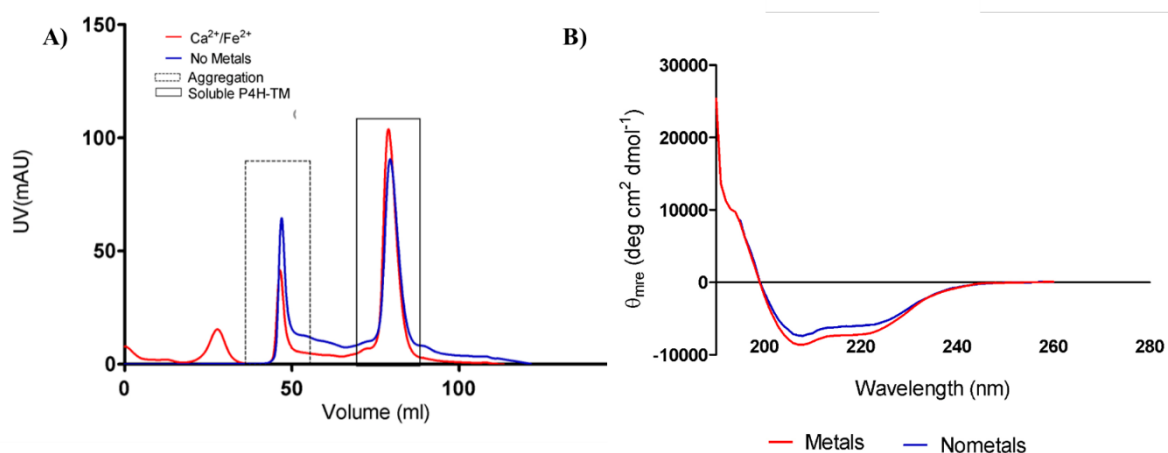 A)
150
100
50
0
UV(mAU)
Ca²⁺/Fe²⁺
No Metals
Aggregation
Soluble P4H-TM
(
0
50
100
Volume (ml)
B)
30000
20000
10000
0
-10000
θmre (deg cm² dmol⁻¹)
200
220
240
260
280
Wavelength (nm)
Metals
Nometals